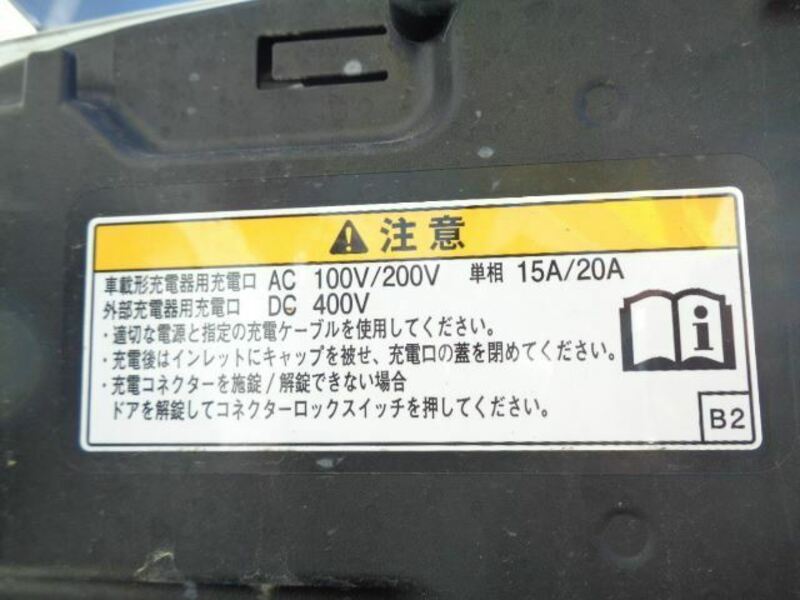 注意
車載形充電器用充電口 AC 100V/200V 単相 15A/20A
外部充電器用充電口 DC 400V
・適切な電源と指定の充電ケーブルを使用してください。
・充電後はインレットにキャップを被せ、充電口の蓋を閉めてください。
・充電コネクターを施錠/解錠できない場合
ドアを解錠してコネクターロックスイッチを押してください。
B2